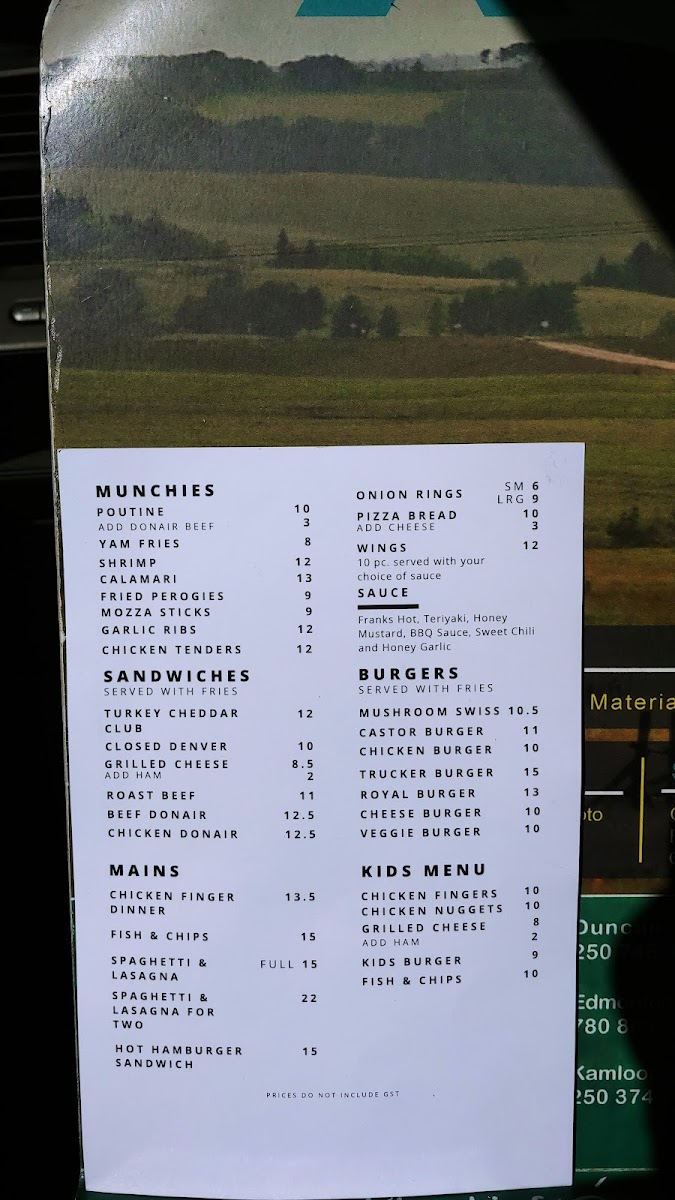 MUNCHIES
POUTINE 10
ADD DONAIR BEEF 3
YAM FRIES 8
SHRIMP 12
CALAMARI 13
FRIED PEROGIES 9
MOZZA STICKS 9
GARLIC RIBS 12
CHICKEN TENDERS 12
ONION RINGS SM 6
LRG 9
PIZZA BREAD 10
ADD CHEESE 3
WINGS 12
10 pc. served with your
choice of sauce
SAUCE
Franks Hot, Teriyaki, Honey
Mustard, BBQ Sauce, Sweet Chili
and Honey Garlic
SANDWICHES
SERVED WITH FRIES
TURKEY CHEDDAR 12
CLUB
CLOSED DENVER 10
GRILLED CHEESE 8.5
ADD HAM 2
ROAST BEEF 11
BEEF DONAIR 12.5
CHICKEN DONAIR 12.5
BURGERS
SERVED WITH FRIES
MUSHROOM SWISS 10.5
CASTOR BURGER 11
CHICKEN BURGER 10
TRUCKER BURGER 15
ROYAL BURGER 13
CHEESE BURGER 10
VEGGIE BURGER 10
MAINS
CHICKEN FINGER 13.5
DINNER
FISH & CHIPS 15
SPAGHETTI & FULL 15
LASAGNA
SPAGHETTI & 22
LASAGNA FOR
TWO
HOT HAMBURGER 15
SANDWICH
KIDS MENU
CHICKEN FINGERS 10
CHICKEN NUGGETS 10
GRILLED CHEESE 8
ADD HAM 2
KIDS BURGER 9
FISH & CHIPS 10
PRICES DO NOT INCLUDE GST
Materia
oto
Duncan
250
Edmo
780 8
Kamloo
250 374